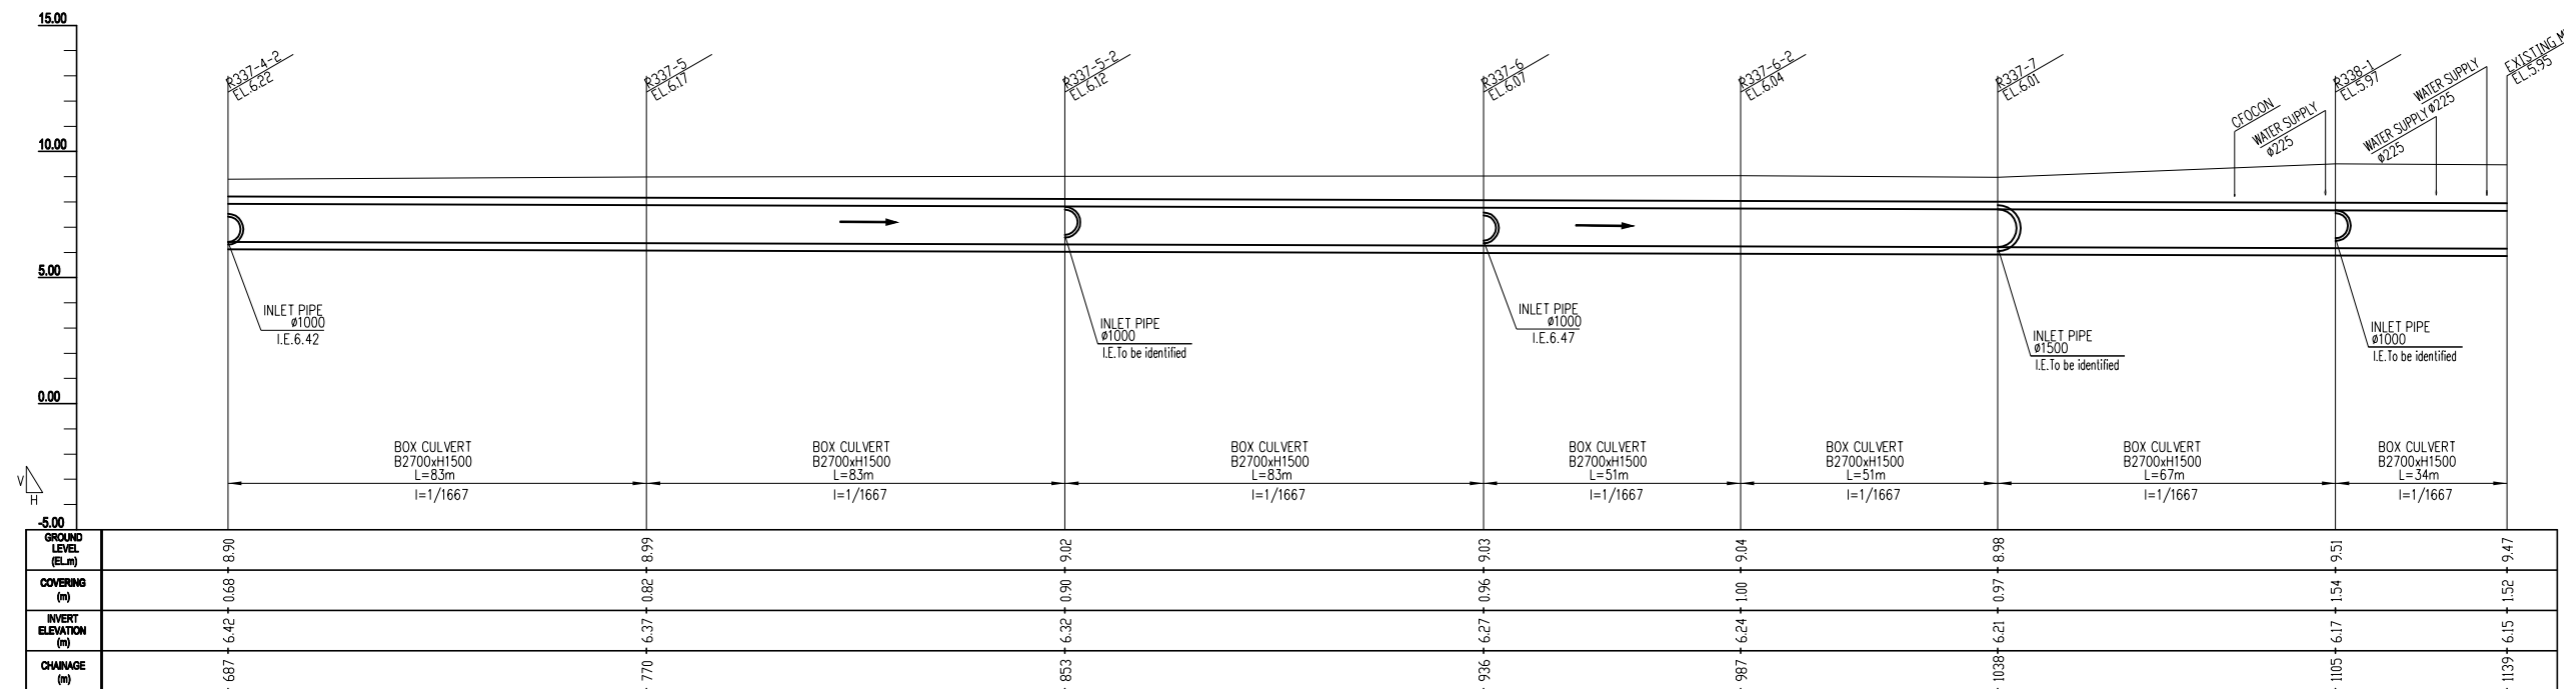 15.00
10.00
5.00
0.00
-5.00
R337-4-2
EL.6.22
R337-5
EL.6.17
R337-5-2
EL.6.12
R337-6
EL.6.07
R337-6-2
EL.6.04
R337-7
EL.6.01
CFOCON
WATER SUPPLY
ø225
R338-1
EL.5.97
WATER SUPPLY
ø225
WATER SUPPLY
ø225
EXISTING
EL.5.95
INLET PIPE
ø1000
I.E.6.42
INLET PIPE
ø1000
I.E.To be identified
INLET PIPE
ø1000
I.E.6.47
INLET PIPE
ø1500
I.E.To be identified
INLET PIPE
ø1000
I.E.To be identified
V
H
BOX CULVERT
B2700xH1500
L=83m
I=1/1667
BOX CULVERT
B2700xH1500
L=83m
I=1/1667
BOX CULVERT
B2700xH1500
L=83m
I=1/1667
BOX CULVERT
B2700xH1500
L=51m
I=1/1667
BOX CULVERT
B2700xH1500
L=51m
I=1/1667
BOX CULVERT
B2700xH1500
L=67m
I=1/1667
BOX CULVERT
B2700xH1500
L=34m
I=1/1667
GROUND
LEVEL
(EL.m)
8.90 8.99 9.02 9.03 9.04 8.98 9.51 9.47
COVERING
(m)
0.68 0.82 0.90 0.96 1.00 0.97 1.54 1.52
INVERT
ELEVATION
(m)
6.42 6.37 6.32 6.27 6.24 6.21 6.17 6.15
CHAINAGE
(m)
687 770 853 936 987 1038 1105 1139